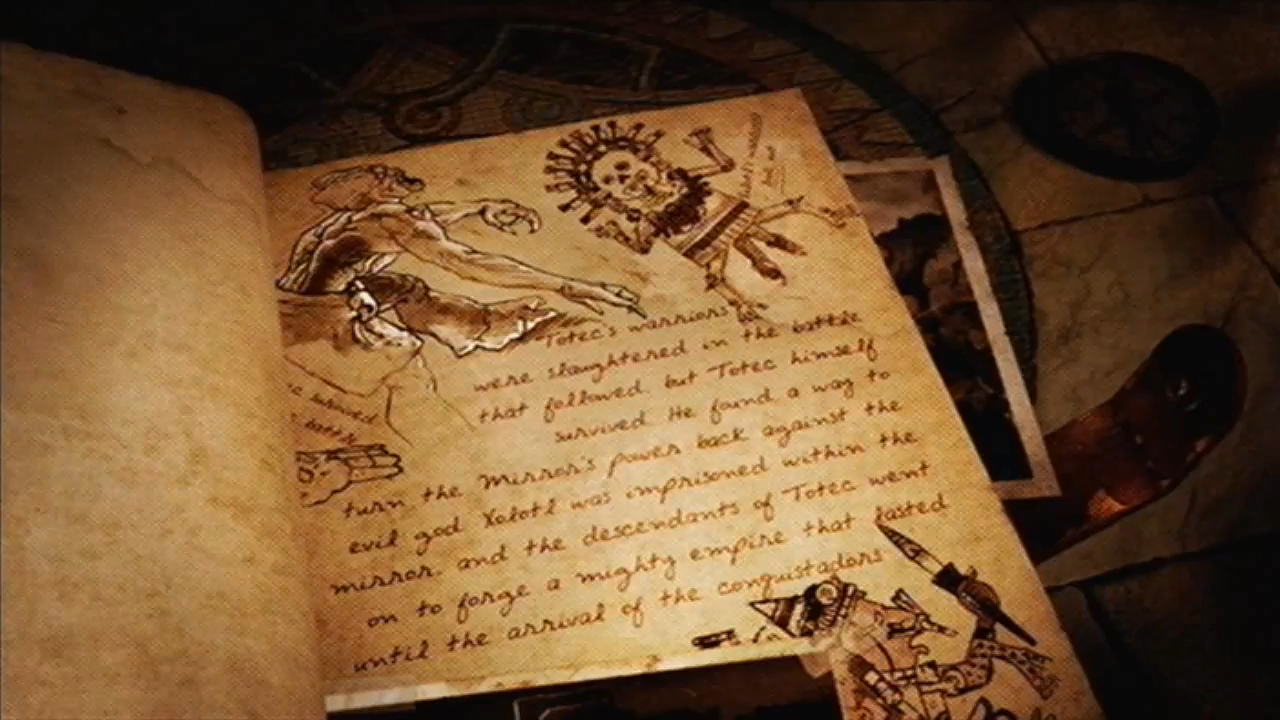 Totec's warriors
were slaughtered in the battle
that followed. but Totec himself
survived. He found a way to
turn the Mirror's power back against the
evil god Xolotl was imprisoned within the
mirror. and the descendants of Totec went
on to forge a mighty empire that lasted
until the arrival of the conquistadors
survived
battle